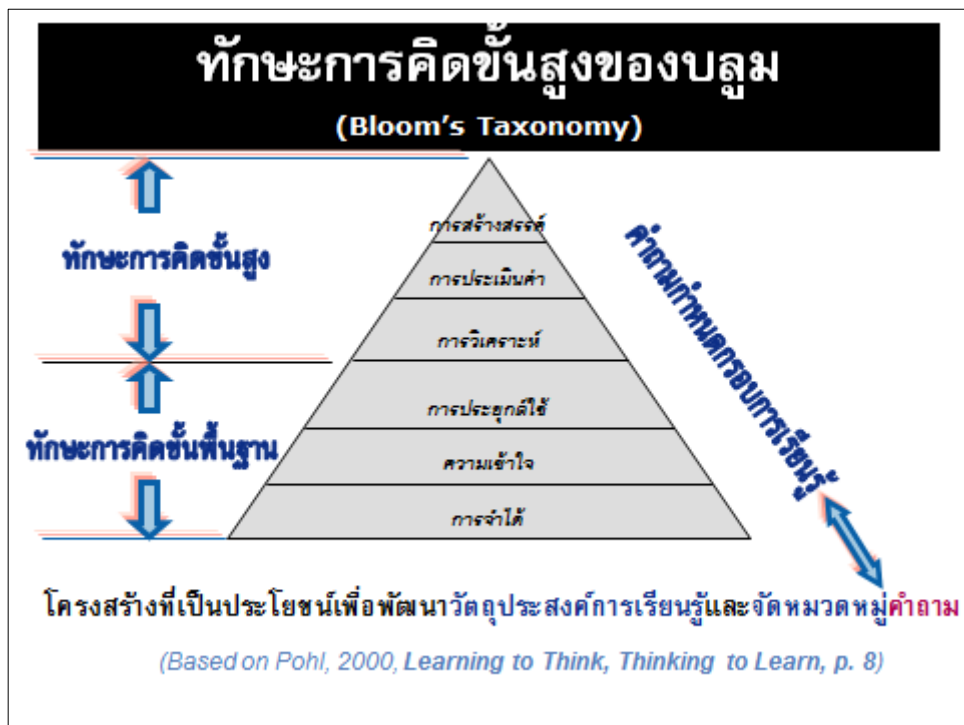 ทักษะการคิดขั้นสูงของบลูม
(Bloom's Taxonomy)
การสร้างสรรค์
การประเมินค่า
การวิเคราะห์
การประยุกต์ใช้
ความเข้าใจ
การจำได้
ทักษะการคิดขั้นสูง
ทักษะการคิดขั้นพื้นฐาน
คำถามกำหนดกรอบการเรียนรู้
โครงสร้างที่เป็นประโยชน์เพื่อพัฒนาวัตถุประสงค์การเรียนรู้และจัดหมวดหมู่คำถาม
(Based on Pohl, 2000, Learning to Think, Thinking to Learn, p. 8)